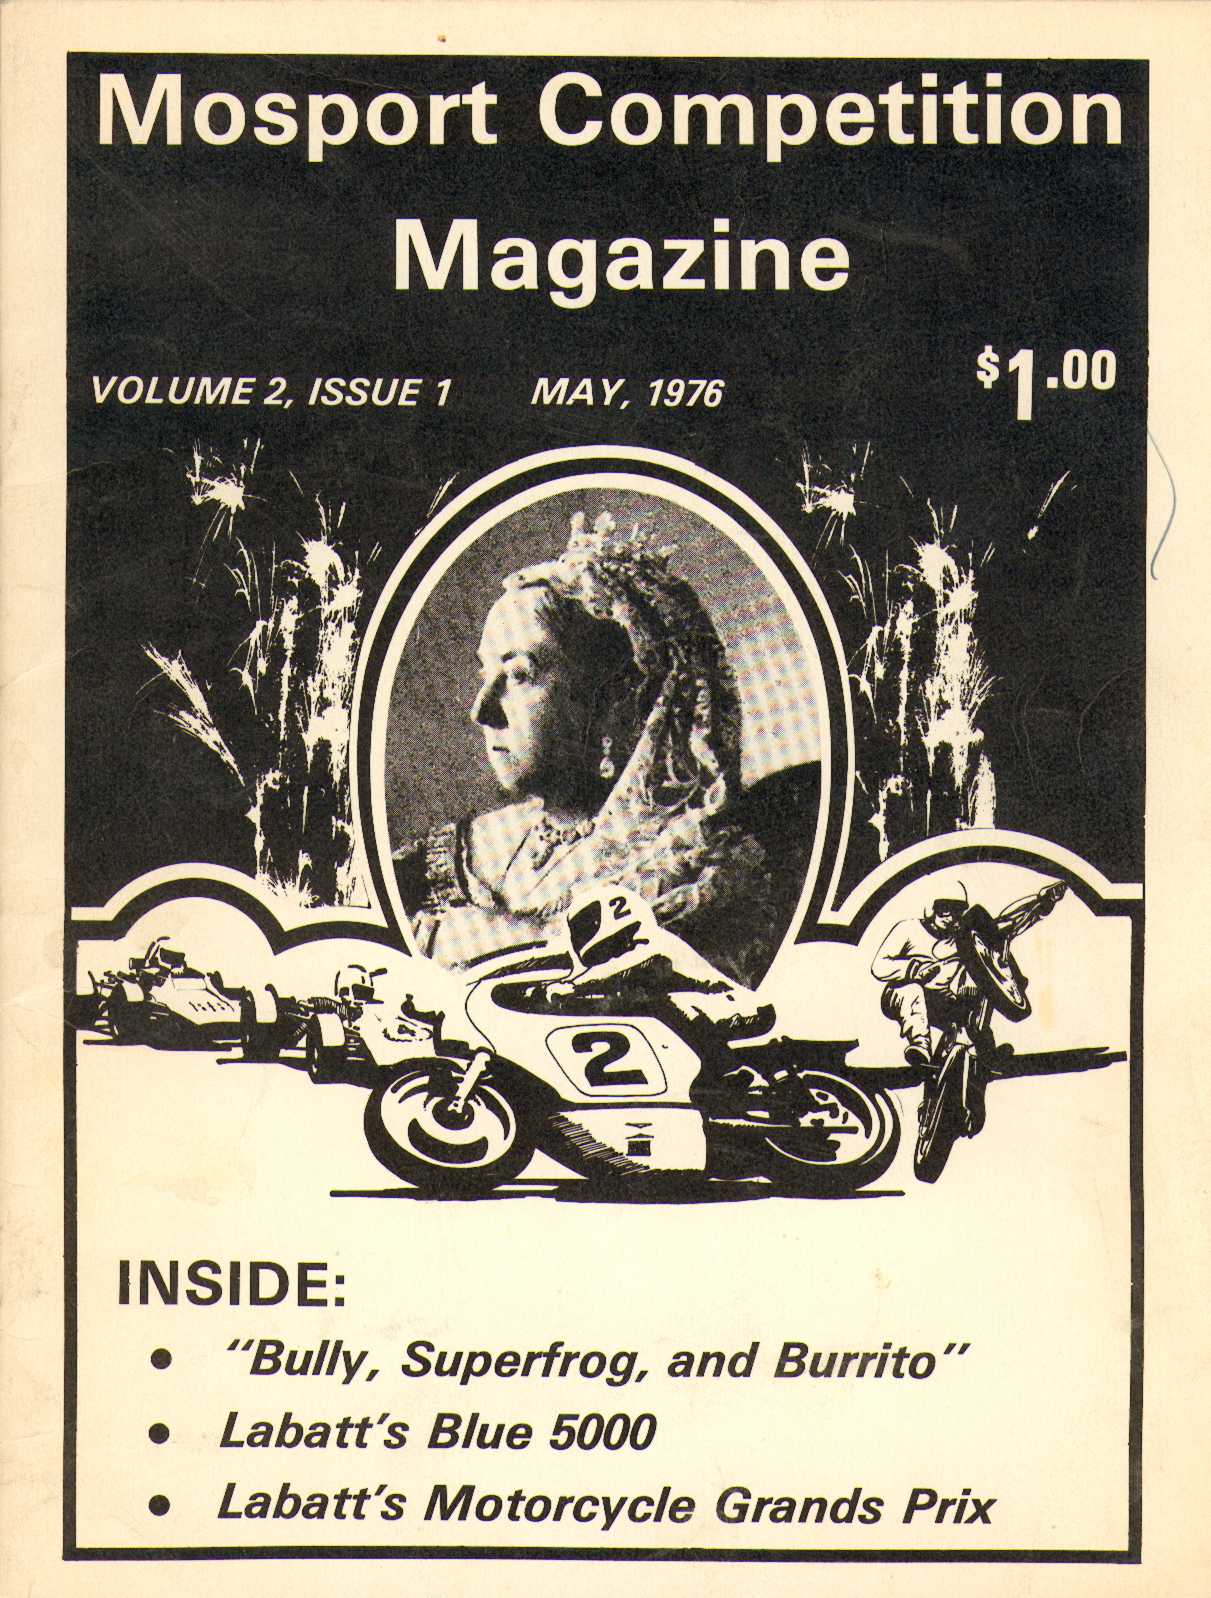 Mosport Competition
Magazine
$1.00
VOLUME 2, ISSUE 1 MAY, 1976
2
2
INSIDE:
• "Bully, Superfrog, and Burrito"
• Labatt's Blue 5000
• Labatt's Motorcycle Grands Prix